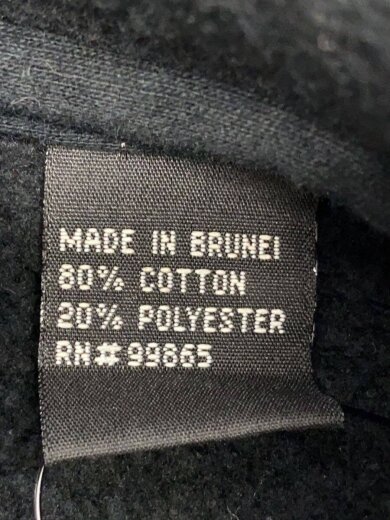 MADE IN BRUNEI
80% COTTON
20% POLYESTER
RN#99865